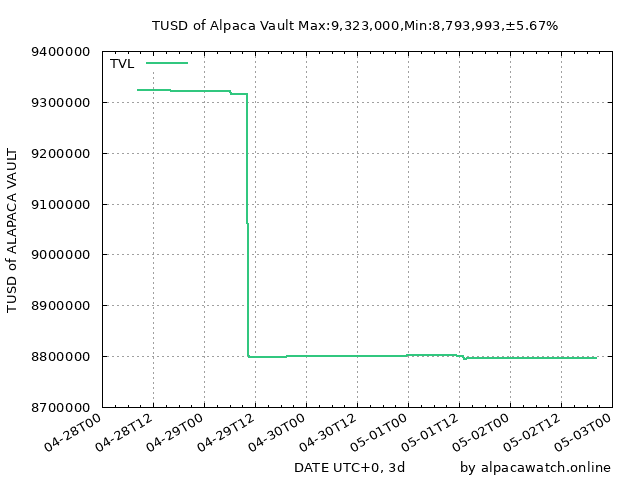 TUSD of Alpaca Vault Max:9,323,000,Min:8,793,993,±5.67%
TVL
9400000
9300000
9200000
9100000
9000000
8900000
8800000
8700000
TUSD of ALAPACA VAULT
04-28T00
04-28T12
04-29T00
04-29T12
04-30T00
04-30T12
05-01T00
05-01T12
05-02T00
05-02T12
05-03T00
DATE UTC+0, 3d
by alpacawatch.online